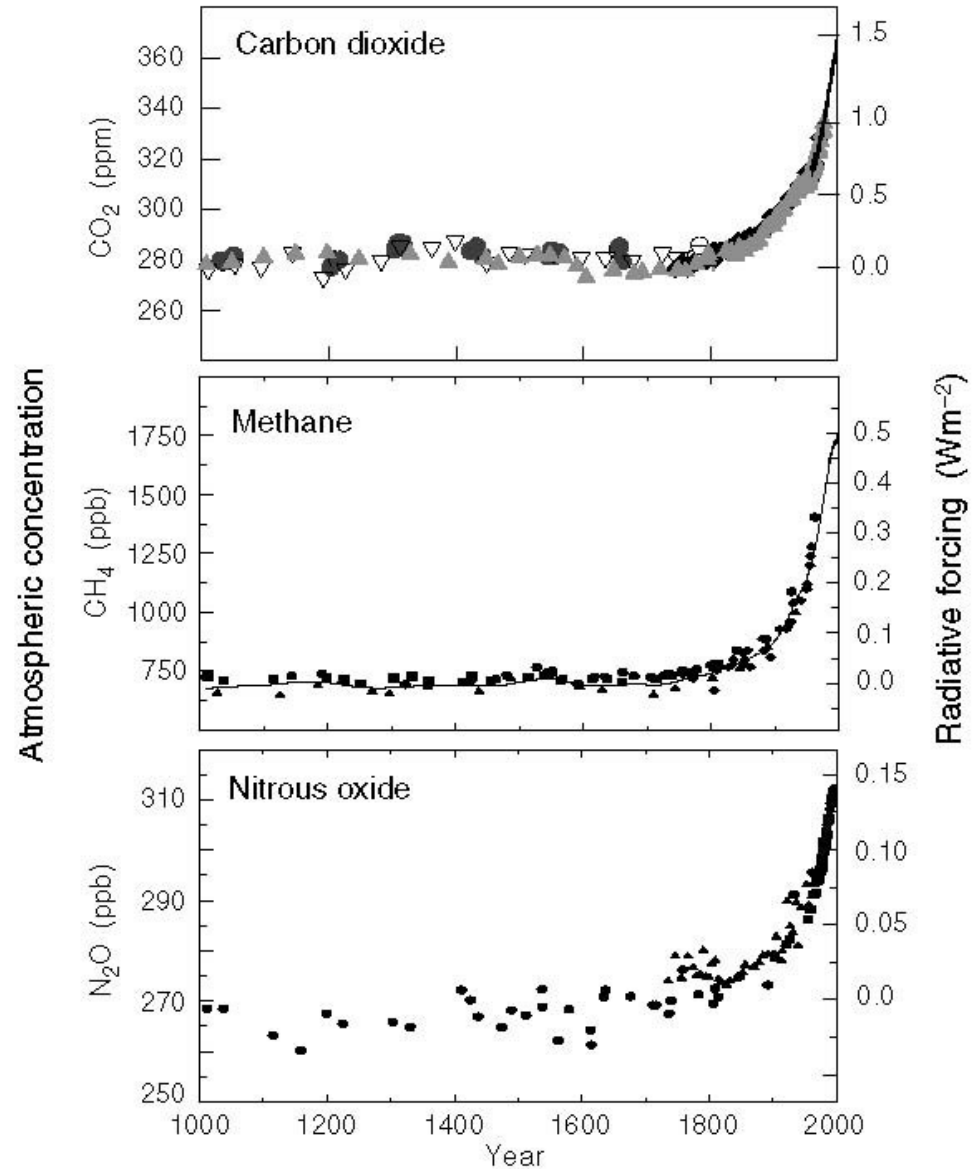 Carbon dioxide
360
340
320
300
280
270
CO₂ (ppm)
1.5
1.0
0.5
0.0
Methane
1750
1500
1250
1000
750
CH₄ (ppb)
0.5
0.4
0.3
0.2
0.1
0.0
Nitrous oxide
310
290
270
250
N₂O (ppb)
0.15
0.10
0.05
0.0
1000 1200 1400 1600 1800 2000
Year
Atmospheric concentration
Radiative forcing (Wm⁻²)